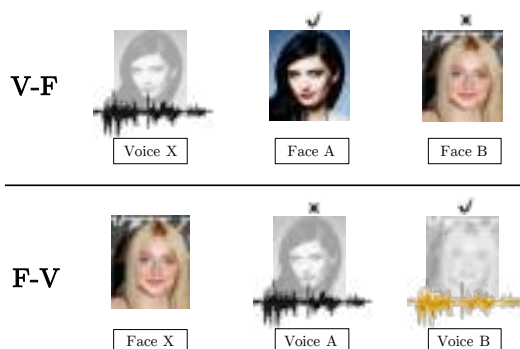 V-F
Voice X
Face A
Face B
F-V
Face X
Voice A
Voice B